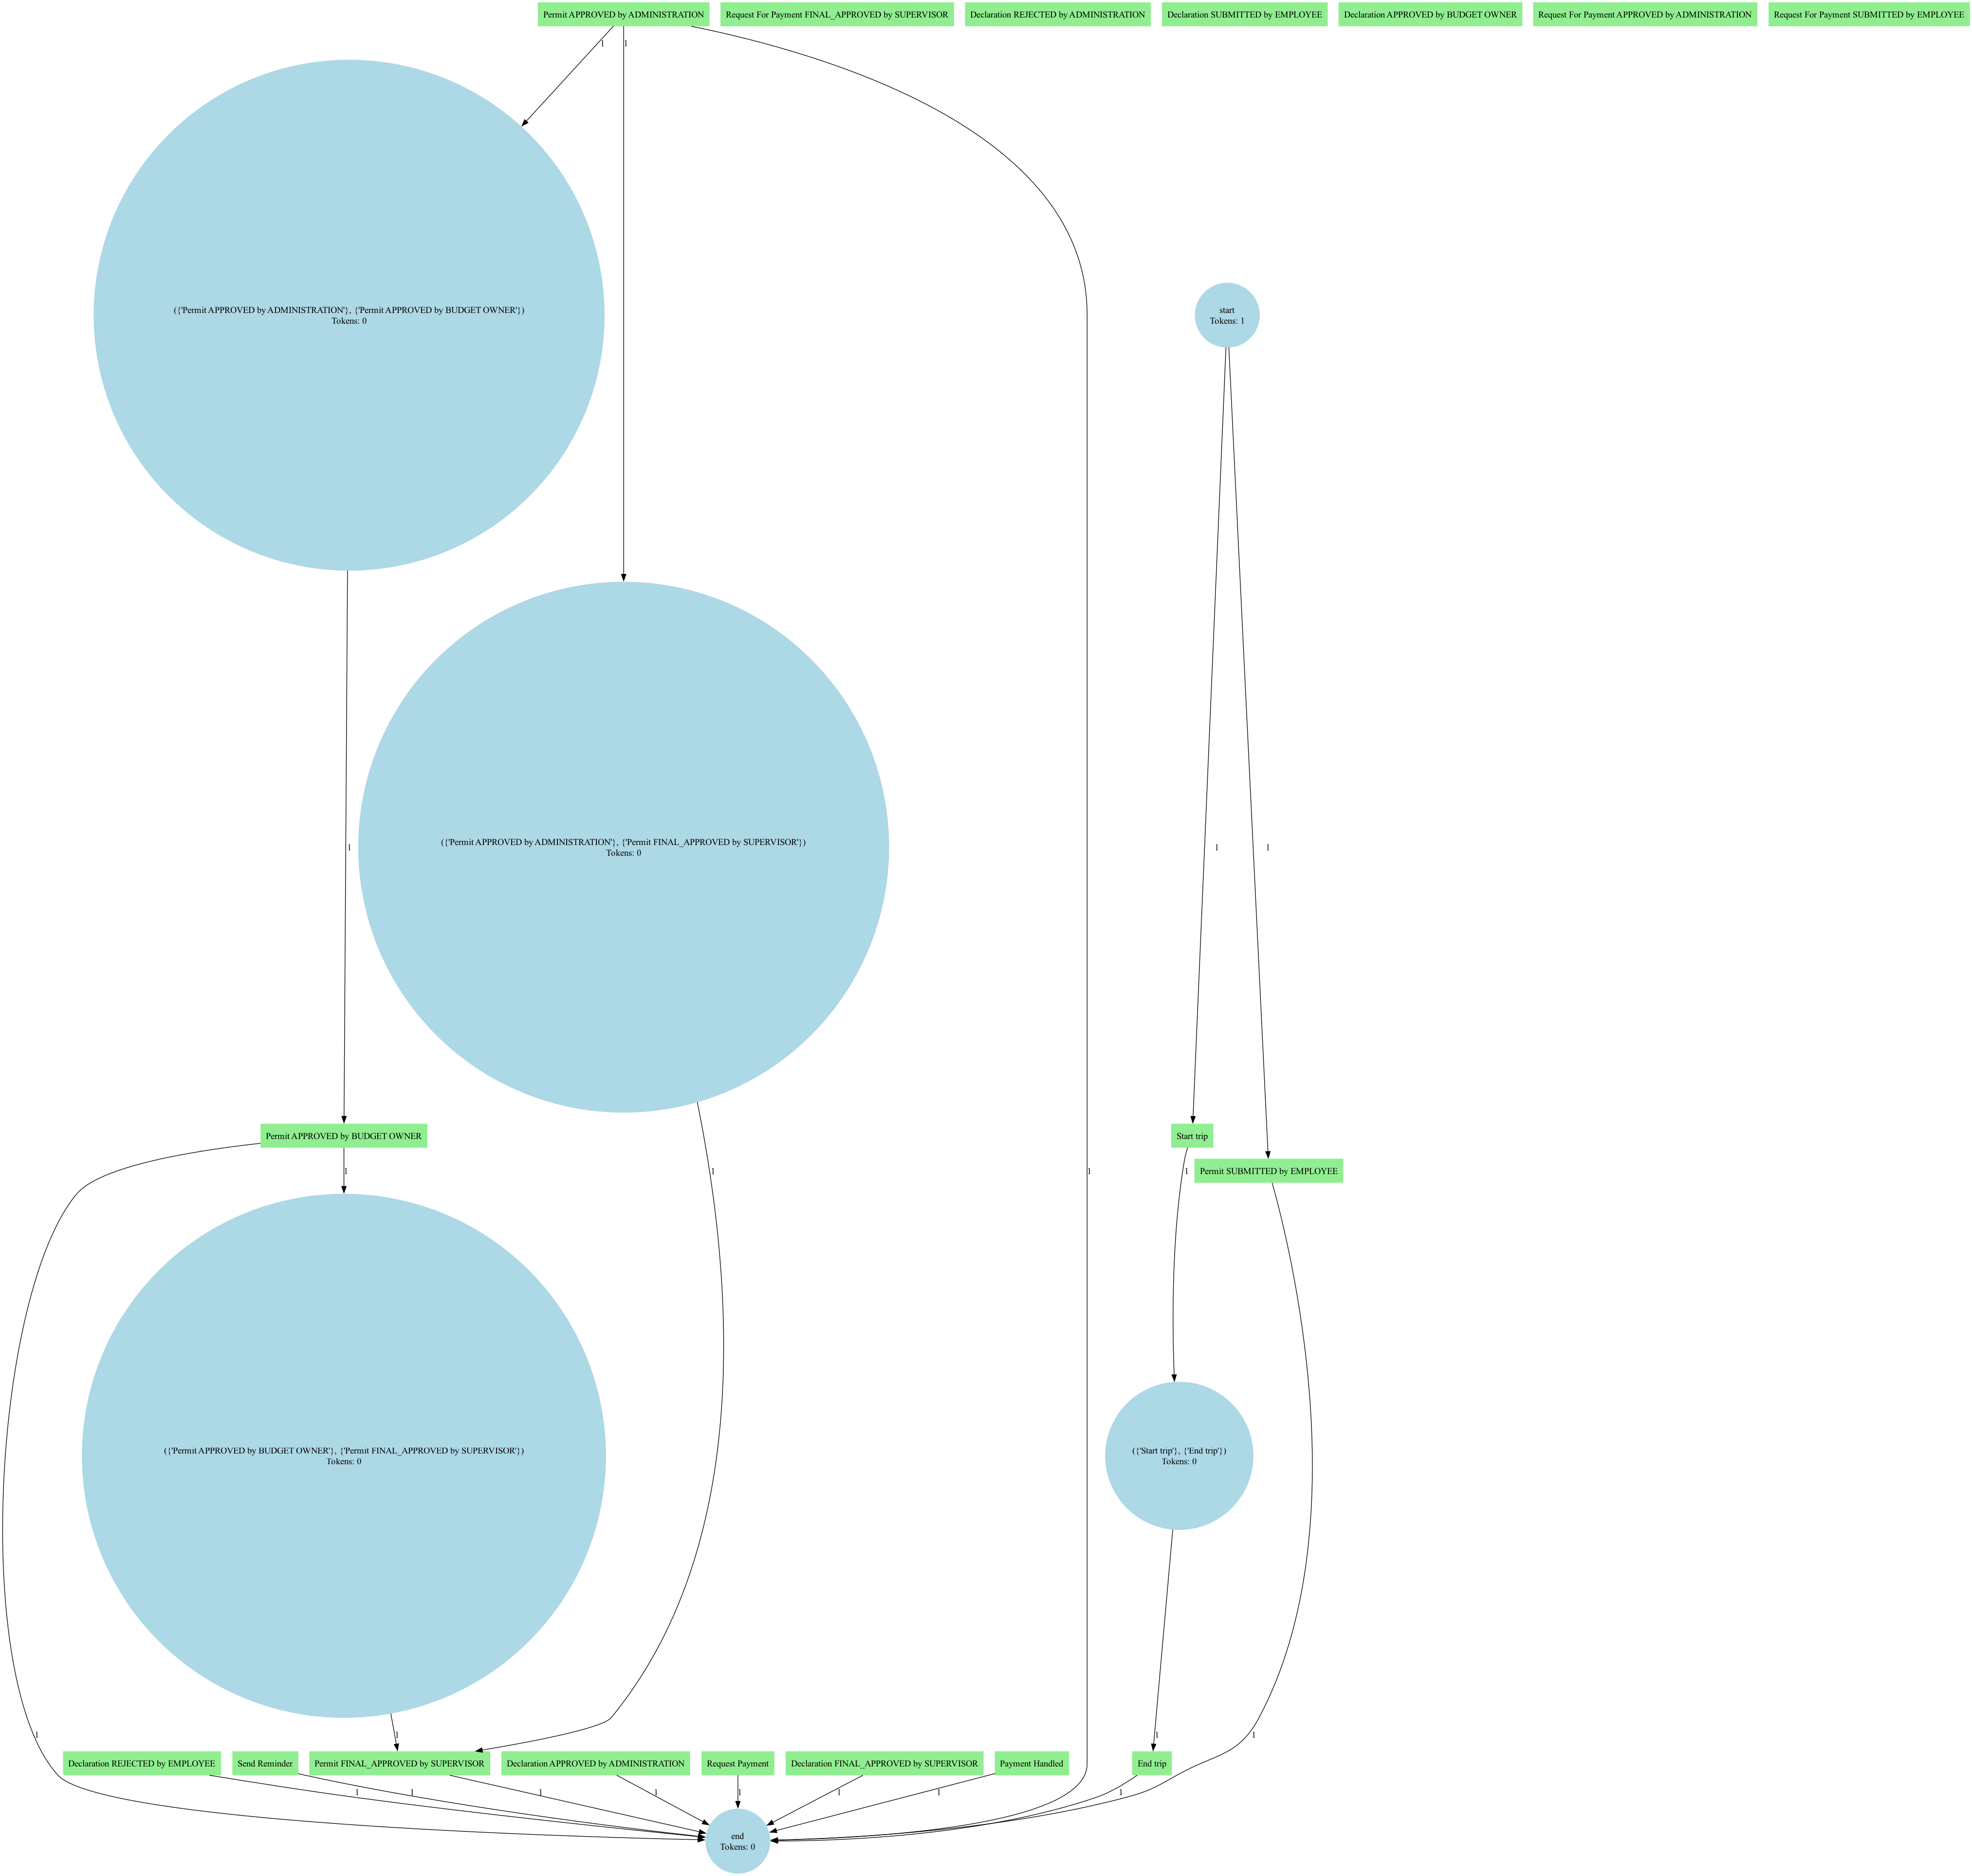 Permit APPROVED by ADMINISTRATION
Request For Payment FINAL_APPROVED by SUPERVISOR
Declaration REJECTED by ADMINISTRATION
Declaration SUBMITTED by EMPLOYEE
Declaration APPROVED by BUDGET OWNER
Request For Payment APPROVED by ADMINISTRATION
Request For Payment SUBMITTED by EMPLOYEE
1
1
({'Permit APPROVED by ADMINISTRATION'}, {'Permit APPROVED by BUDGET OWNER'})
Tokens: 0
start
Tokens: 1
({'Permit APPROVED by ADMINISTRATION'}, {'Permit FINAL_APPROVED by SUPERVISOR'})
Tokens: 0
1
1
1
Permit APPROVED by BUDGET OWNER
Start trip
Permit SUBMITTED by EMPLOYEE
1
1
1
1
({'Permit APPROVED by BUDGET OWNER'}, {'Permit FINAL_APPROVED by SUPERVISOR'})
Tokens: 0
({'Start trip'}, {'End trip'})
Tokens: 0
1
1
1
1
Declaration REJECTED by EMPLOYEE
Send Reminder
Permit FINAL_APPROVED by SUPERVISOR
Declaration APPROVED by ADMINISTRATION
Request Payment
Declaration FINAL_APPROVED by SUPERVISOR
Payment Handled
End trip
1
1
1
1
1
1
1
1
end
Tokens: 0